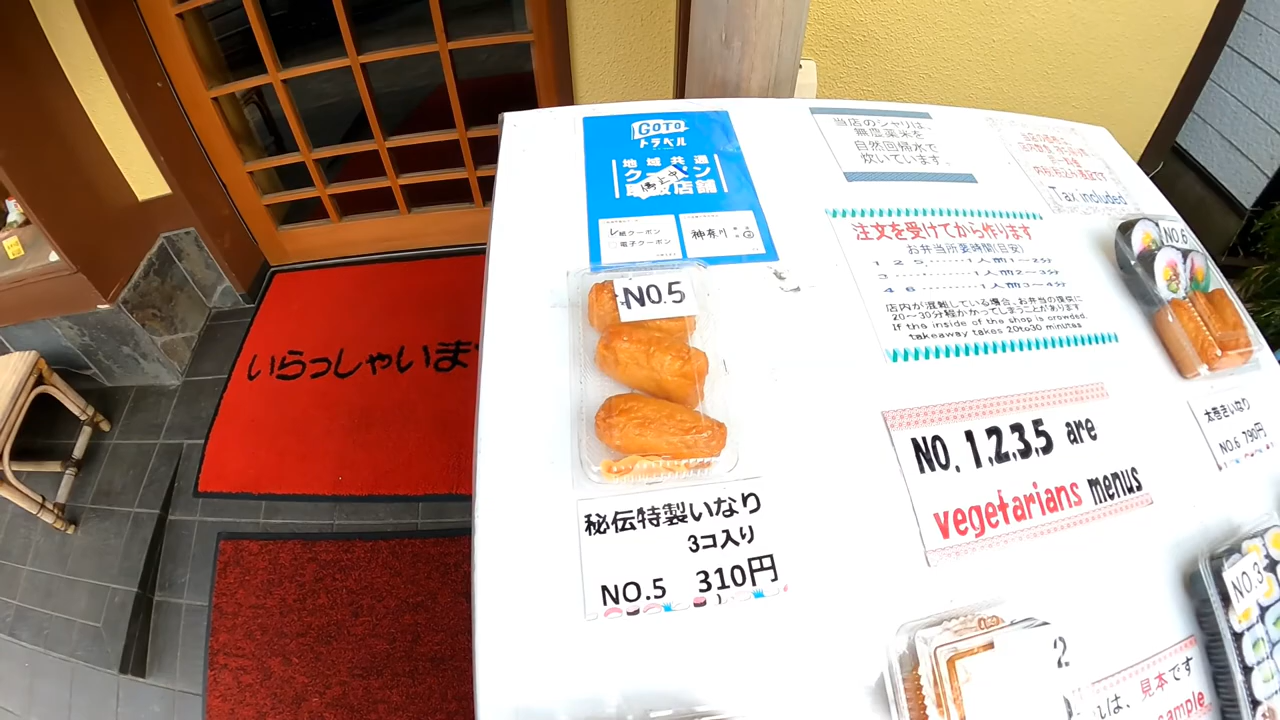 いらっしゃいま
GOTO
トラベル
地域共通
クーポン
取扱店舗
紙クーポン
電子クーポン
神奈川
NO.5
秘伝特製いなり
3コ入り
NO.5 310円
当店のシャリは、
無農薬米を
自然回帰水で
炊いています。
Tax included
注文を受けてから作ります
お弁当所要時間(目安)
1 2 5 ........1人前1〜2分
3 ........1人前2〜3分
4 6 ........1人前3〜4分
店内が混雑している場合、お弁当の提供に
20〜30分程かかってしまうことがあります
If the inside of the shop is crowded,
takeaway takes 20to30 minutes
NO. 1,2,3,5 are
vegetarians menus
NO.6
太巻きいなり
NO.6 790円
NO.3
2
は、見本です
sample